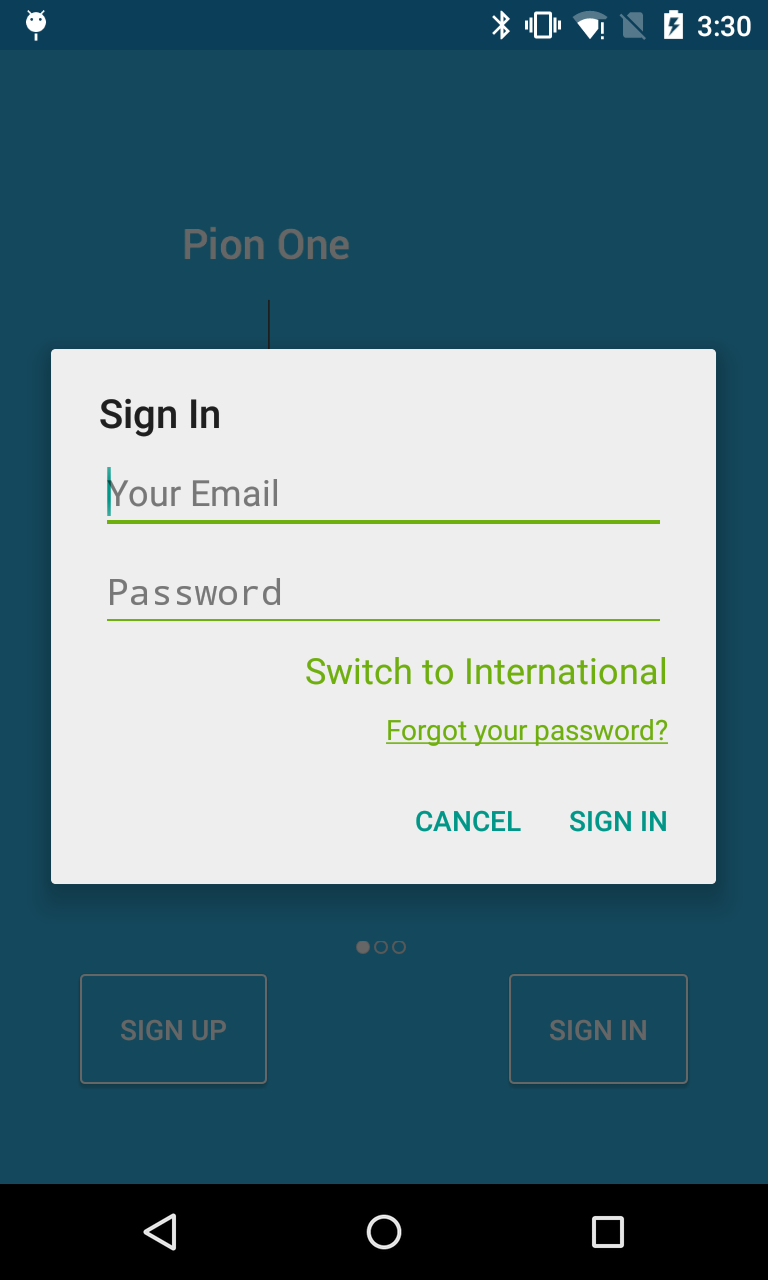 3:30
Pion One
Sign In
Your Email
Password
Switch to International
Forgot your password?
CANCEL SIGN IN
SIGN UP SIGN IN